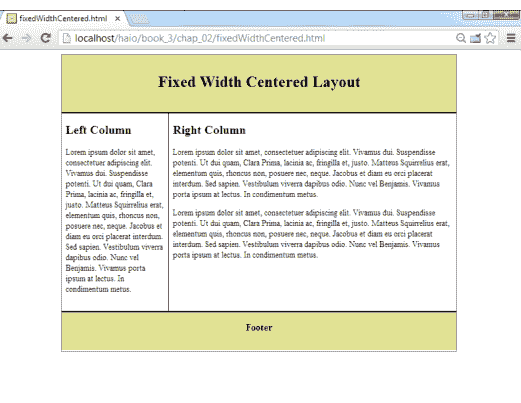 fixedWidthCentered.html
localhost/haio/book_3/chap_02/fixedWidthCentered.html
Fixed Width Centered Layout
Left Column
Lorem ipsum dolor sit amet,
consectetuer adipiscing elit.
Vivamus dui. Suspendisse
potenti. Ut dui quam, Clara
Prima, lacinia ac, fringilla et,
justo. Matteus Squirrelius erat,
elementum quis, rhoncus non,
posuere nec, neque. Jacobus et
diam eu orci placerat interdum.
Sed sapien. Vestibulum viverra
dapibus odio. Nunc vel
Benjamis. Vivamus porta
ipsum at lectus. In
condimentum metus.
Right Column
Lorem ipsum dolor sit amet, consectetuer adipiscing elit. Vivamus dui. Suspendisse
potenti. Ut dui quam, Clara Prima, lacinia ac, fringilla et, justo. Matteus Squirrelius erat,
elementum quis, rhoncus non, posuere nec, neque. Jacobus et diam eu orci placerat
interdum. Sed sapien. Vestibulum viverra dapibus odio. Nunc vel Benjamis. Vivamus
porta ipsum at lectus. In condimentum metus.
Lorem ipsum dolor sit amet, consectetuer adipiscing elit. Vivamus dui. Suspendisse
potenti. Ut dui quam, Clara Prima, lacinia ac, fringilla et, justo. Matteus Squirrelius erat,
elementum quis, rhoncus non, posuere nec, neque. Jacobus et diam eu orci placerat
interdum. Sed sapien. Vestibulum viverra dapibus odio. Nunc vel Benjamis. Vivamus
porta ipsum at lectus. In condimentum metus.
Footer